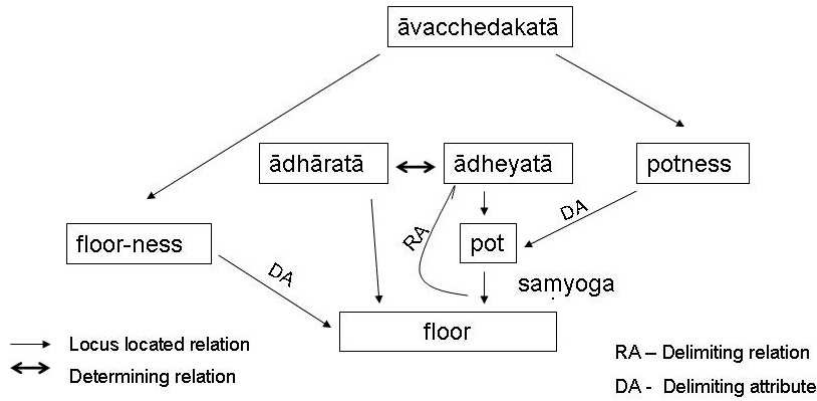 āvacchedakatā
ādhāratā
ādheyatā
potness
floor-ness
DA
RA
pot
DA
saṃyoga
floor
Locus located relation
Determining relation
RA – Delimiting relation
DA - Delimiting attribute